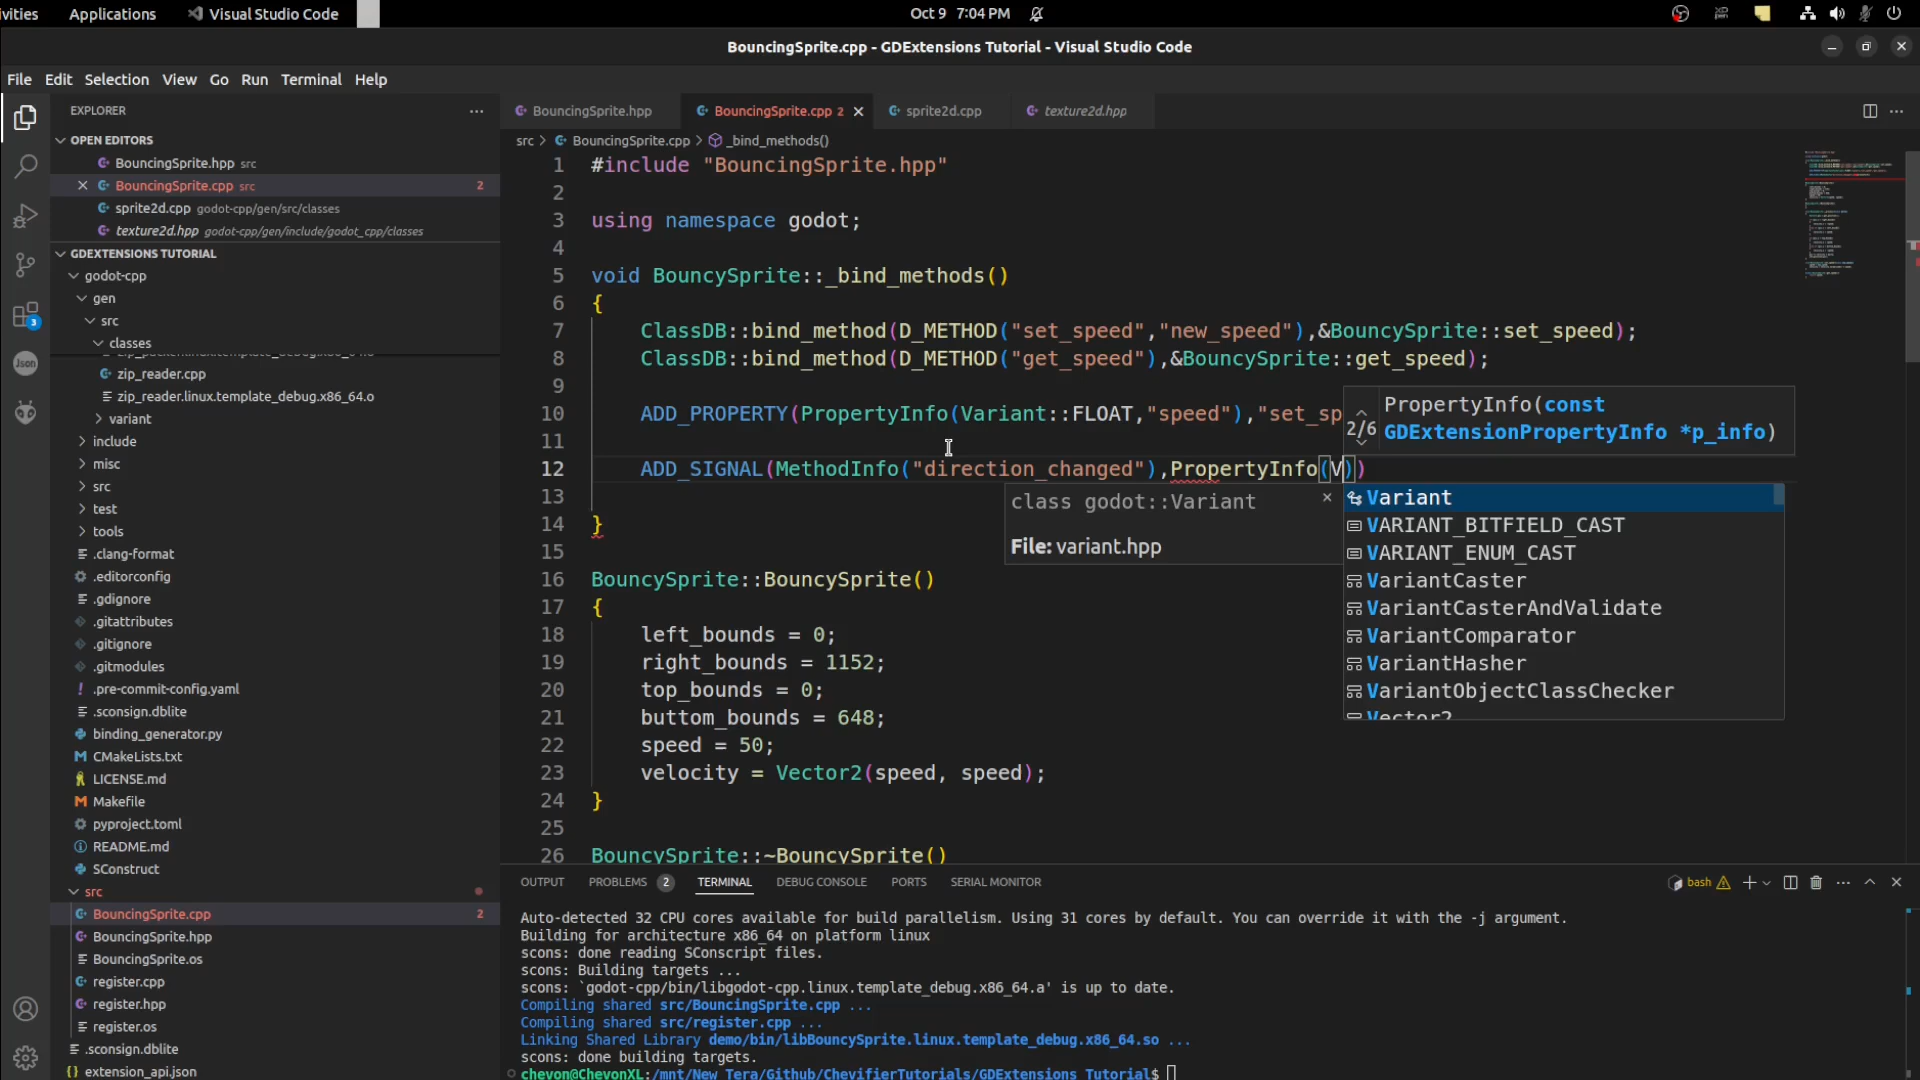 ivities Applications Visual Studio Code Oct 9 7:04 PM
BouncingSprite.cpp - GDExtensions Tutorial - Visual Studio Code
File Edit Selection View Go Run Terminal Help
EXPLORER
OPEN EDITORS
BouncingSprite.hpp src
BouncingSprite.cpp src 2
sprite2d.cpp godot-cpp/gen/src/classes
texture2d.hpp godot-cpp/gen/include/godot_cpp/classes
GDEXTENSIONS TUTORIAL
godot-cpp
gen
src
classes
zip_reader.cpp
zip_reader.linux.template_debug.x86_64.o
variant
include
misc
src
test
tools
.clang-format
.editorconfig
.gdignore
.gitattributes
.gitignore
.gitmodules
.pre-commit-config.yaml
.sconsign.dblite
binding_generator.py
CMakeLists.txt
LICENSE.md
Makefile
pyproject.toml
README.md
SConstruct
src
BouncingSprite.cpp 2
BouncingSprite.hpp
BouncingSprite.os
register.cpp
register.hpp
register.os
.sconsign.dblite
extension_api.json
3
Json
BouncingSprite.hpp BouncingSprite.cpp 2 sprite2d.cpp texture2d.hpp
src > BouncingSprite.cpp > _bind_methods()
1 #include "BouncingSprite.hpp"
2
3 using namespace godot;
4
5 void BouncySprite::_bind_methods()
6 {
7 ClassDB::bind_method(D_METHOD("set_speed","new_speed"),&BouncySprite::set_speed);
8 ClassDB::bind_method(D_METHOD("get_speed"),&BouncySprite::get_speed);
9
10 ADD_PROPERTY(PropertyInfo(Variant::FLOAT,"speed"),"set_sp
11
12 ADD_SIGNAL(MethodInfo("direction_changed"),PropertyInfo(V))
13
14 }
15
16 BouncySprite::BouncySprite()
17 {
18 left_bounds = 0;
19 right_bounds = 1152;
20 top_bounds = 0;
21 buttom_bounds = 648;
22 speed = 50;
23 velocity = Vector2(speed, speed);
24 }
25
26 BouncySprite::~BouncySprite()
PropertyInfo(const
2/6 GDExtensionPropertyInfo *p_info)
class godot::Variant
File: variant.hpp
Variant
VARIANT_BITFIELD_CAST
VARIANT_ENUM_CAST
VariantCaster
VariantCasterAndValidate
VariantComparator
VariantHasher
VariantObjectClassChecker
Vector2
OUTPUT PROBLEMS 2 TERMINAL DEBUG CONSOLE PORTS SERIAL MONITOR bash
Auto-detected 32 CPU cores available for build parallelism. Using 31 cores by default. You can override it with the -j argument.
Building for architecture x86_64 on platform linux
scons: done reading SConscript files.
scons: Building targets ...
scons: `godot-cpp/bin/libgodot-cpp.linux.template_debug.x86_64.a' is up to date.
Compiling shared src/BouncingSprite.cpp ...
Compiling shared src/register.cpp ...
Linking Shared Library demo/bin/libBouncySprite.linux.template_debug.x86_64.so ...
scons: done building targets.
chevon@ChevonXL:/mnt/New_Tera/Github/ChevifierTutorials/GDExtensions Tutorial$